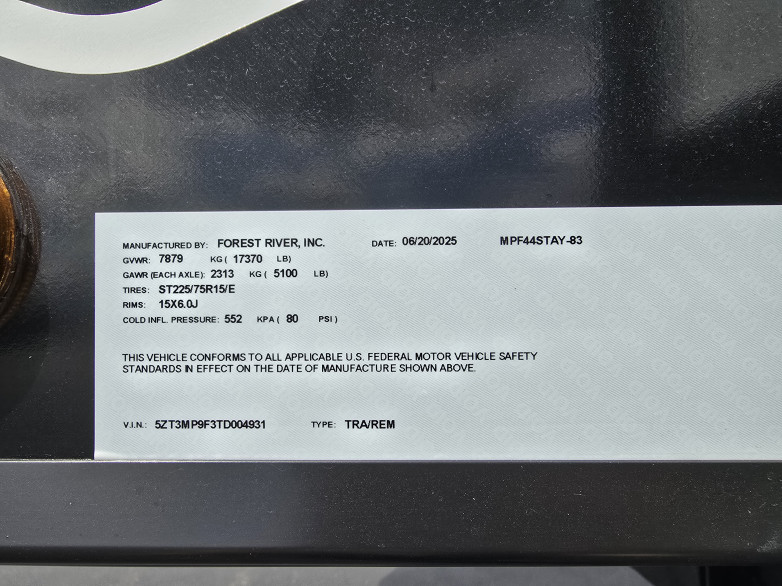 MANUFACTURED BY: FOREST RIVER, INC. DATE: 06/20/2025 MPF44STAY-83
GVWR: 7879 KG ( 17370 LB)
GAWR (EACH AXLE): 2313 KG ( 5100 LB)
TIRES: ST225/75R15/E
RIMS: 15X6.0J
COLD INFL. PRESSURE: 552 KPA ( 80 PSI )
THIS VEHICLE CONFORMS TO ALL APPLICABLE U.S. FEDERAL MOTOR VEHICLE SAFETY
STANDARDS IN EFFECT ON THE DATE OF MANUFACTURE SHOWN ABOVE.
V.I.N.: 5ZT3MP9F3TD004931 TYPE: TRA/REM